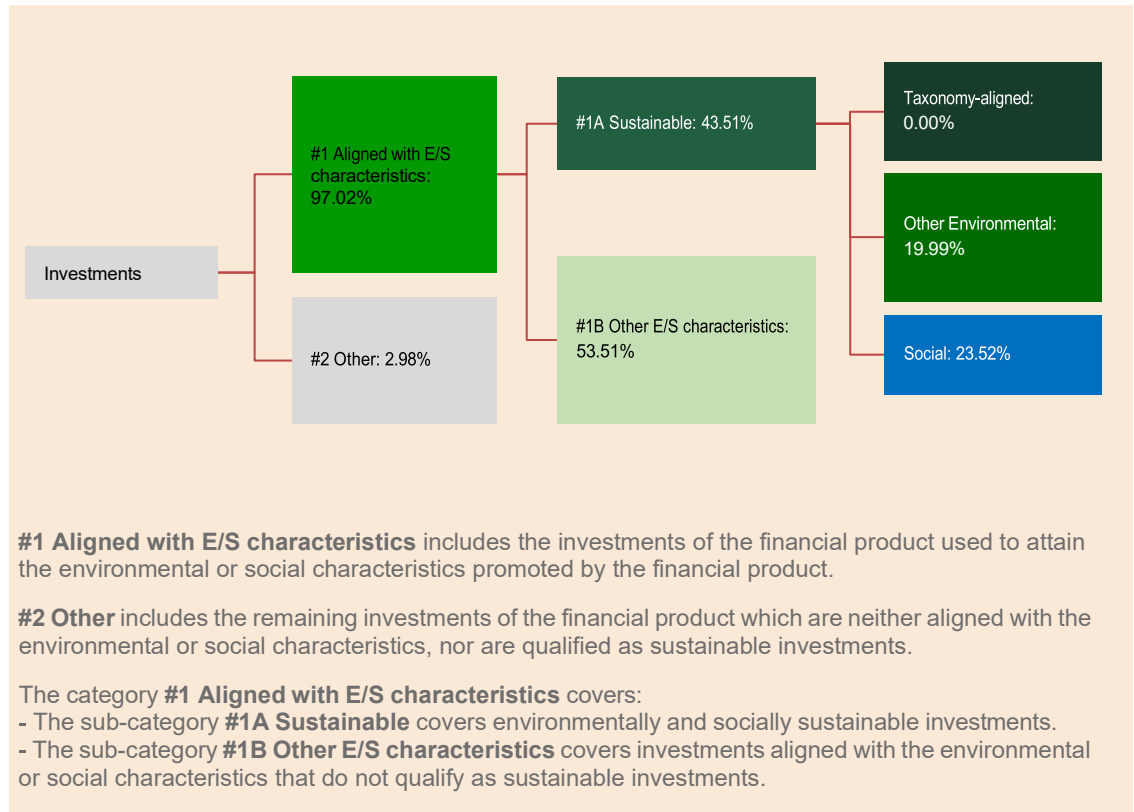 Investments
#1 Aligned with E/S
characteristics:
97.02%
#2 Other: 2.98%
#1A Sustainable: 43.51%
#1B Other E/S characteristics:
53.51%
Taxonomy-aligned:
0.00%
Other Environmental:
19.99%
Social: 23.52%
#1 Aligned with E/S characteristics includes the investments of the financial product used to attain
the environmental or social characteristics promoted by the financial product.
#2 Other includes the remaining investments of the financial product which are neither aligned with the
environmental or social characteristics, nor are qualified as sustainable investments.
The category #1 Aligned with E/S characteristics covers:
- The sub-category #1A Sustainable covers environmentally and socially sustainable investments.
- The sub-category #1B Other E/S characteristics covers investments aligned with the environmental
or social characteristics that do not qualify as sustainable investments.